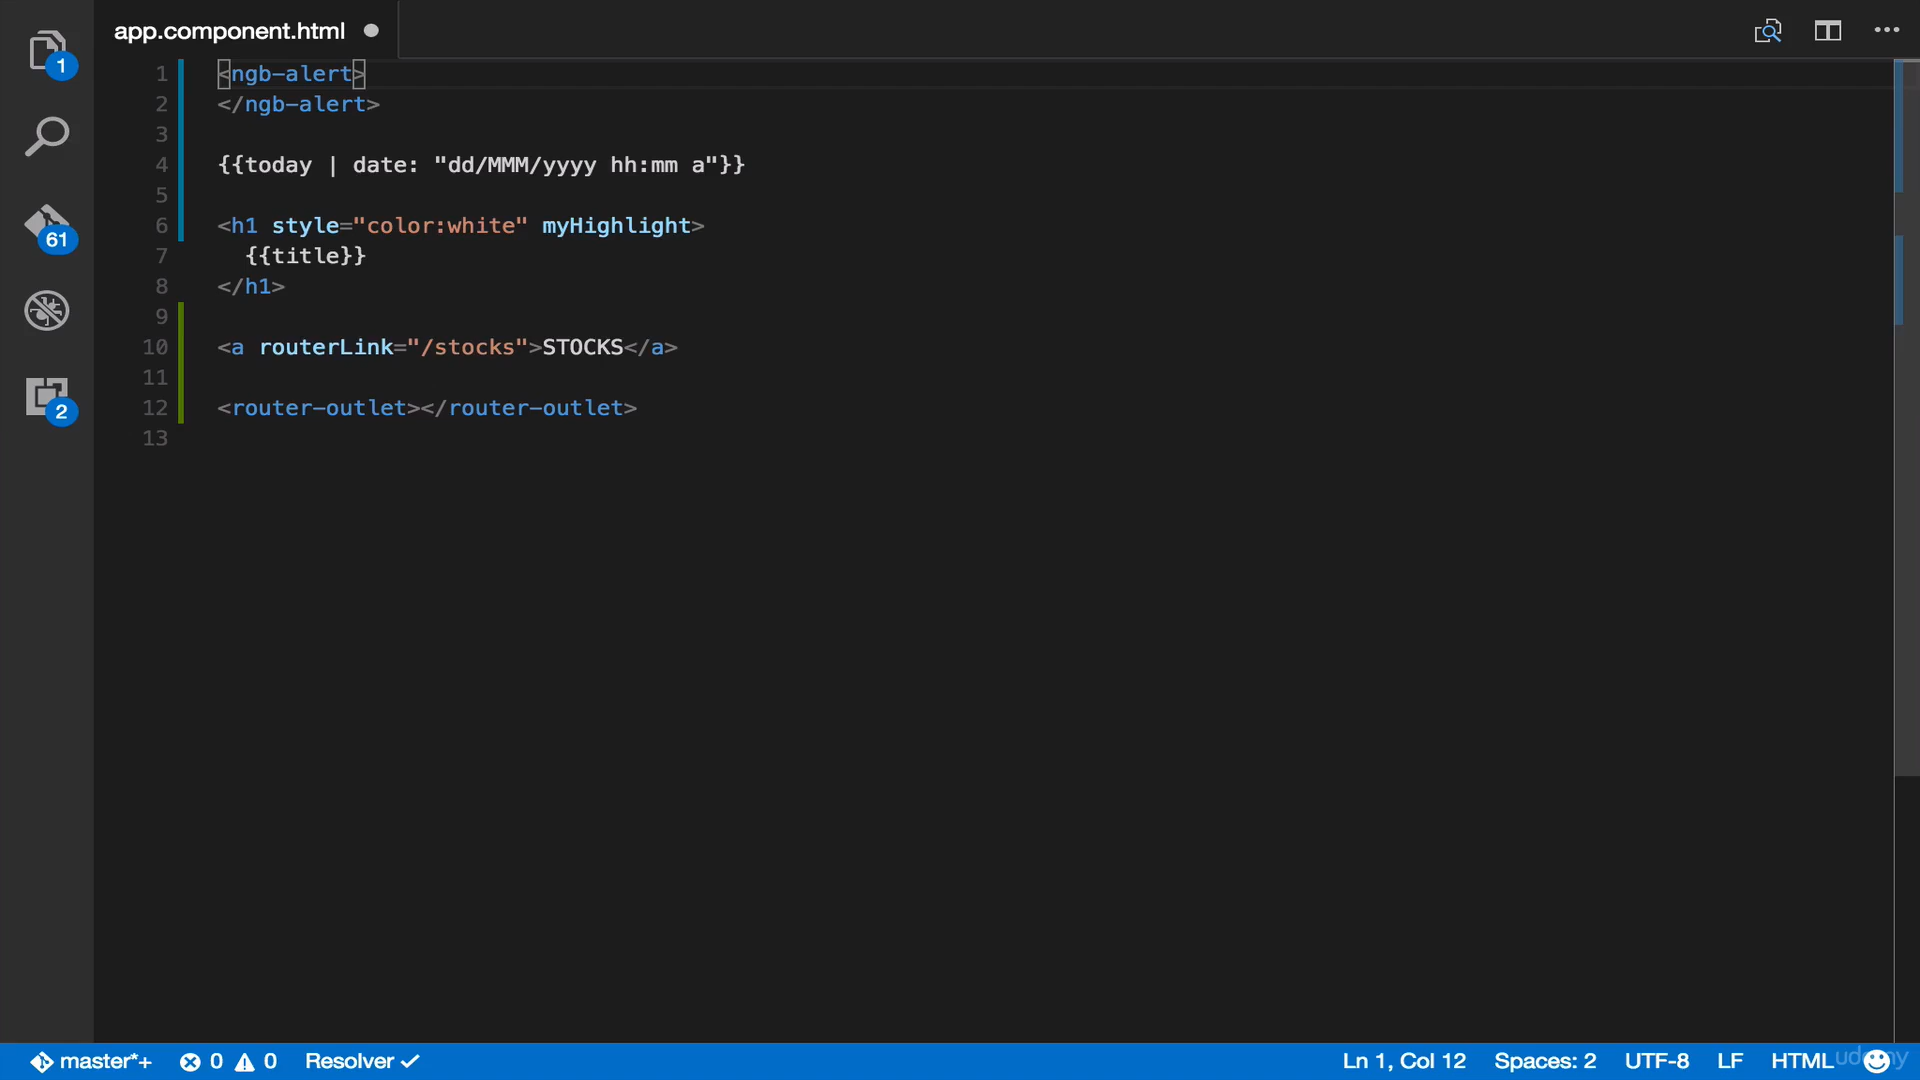 app.component.html
1 <ngb-alert>
2 </ngb-alert>
3
4 {{today | date: "dd/MMM/yyyy hh:mm a"}}
5
6 <h1 style="color:white" myHighlight>
7 {{title}}
8 </h1>
9
10 <a routerLink="/stocks">STOCKS</a>
11
12 <router-outlet></router-outlet>
13
1
61
2
master*+ 0 0 Resolver Ln 1, Col 12 Spaces: 2 UTF-8 LF HTML
udemy